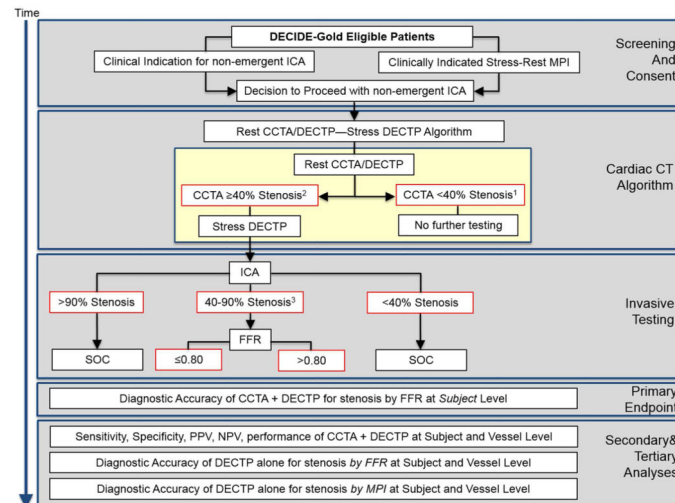 Time
DECIDE-Gold Eligible Patients
Clinical Indication for non-emergent ICA
Clinically Indicated Stress-Rest MPI
Decision to Proceed with non-emergent ICA
Screening
And
Consent
Rest CCTA/DECTP—Stress DECTP Algorithm
Rest CCTA/DECTP
CCTA ≥40% Stenosis²
CCTA <40% Stenosis¹
Stress DECTP
No further testing
Cardiac CT
Algorithm
ICA
>90% Stenosis
40-90% Stenosis³
<40% Stenosis
FFR
SOC
≤0.80
>0.80
SOC
Invasive
Testing
Diagnostic Accuracy of CCTA + DECTP for stenosis by FFR at Subject Level
Primary
Endpoint
Sensitivity, Specificity, PPV, NPV, performance of CCTA + DECTP at Subject and Vessel Level
Diagnostic Accuracy of DECTP alone for stenosis by FFR at Subject and Vessel Level
Diagnostic Accuracy of DECTP alone for stenosis by MPI at Subject and Vessel Level
Secondary&
Tertiary
Analyses